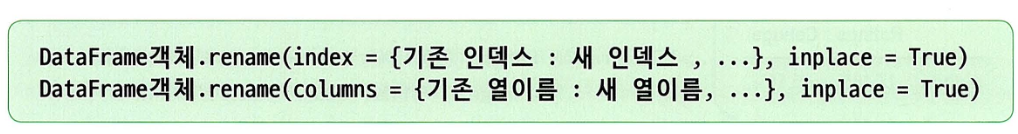 DataFrame객체.rename(index = {기존 인덱스 : 새 인덱스 , ...}, inplace = True)
DataFrame객체.rename(columns = {기존 열이름 : 새 열이름, ...}, inplace = True)